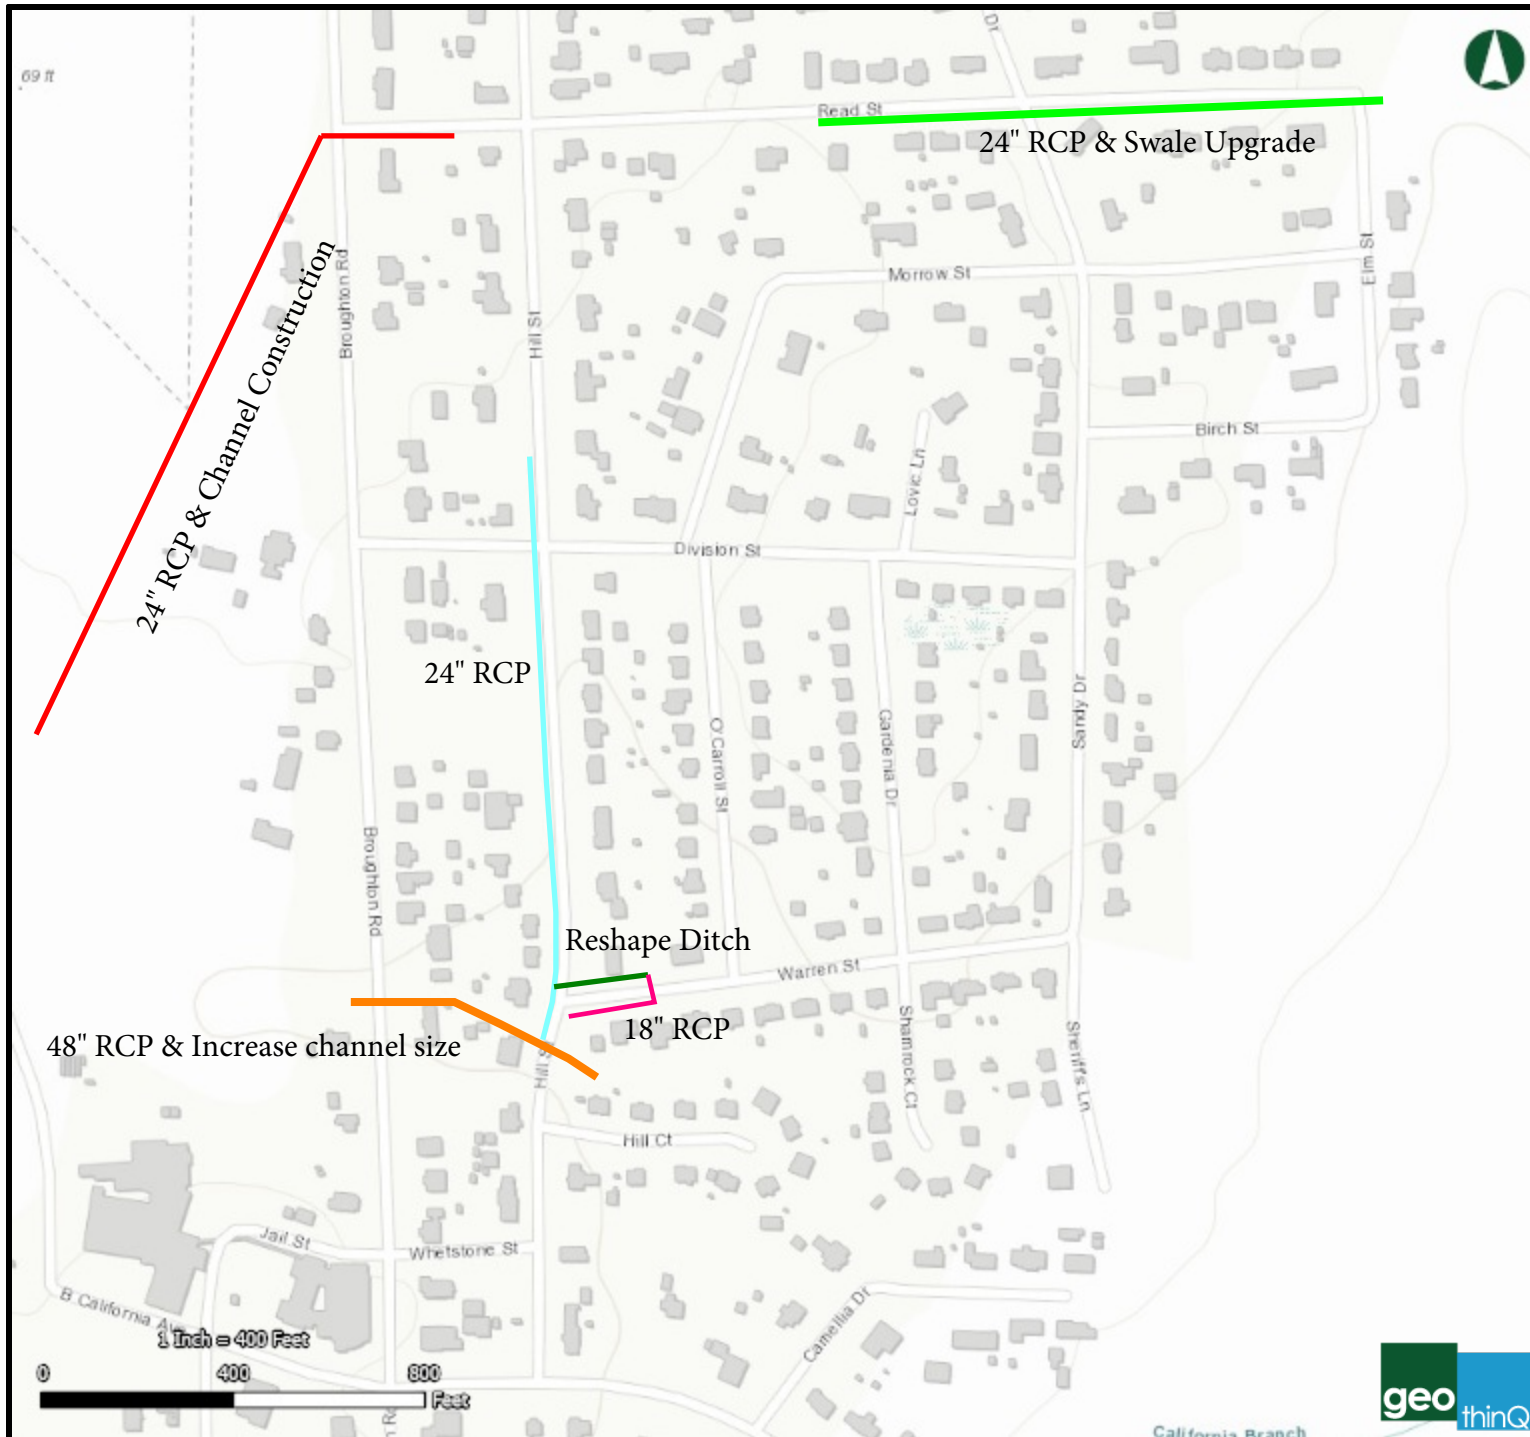 Dr
69 ft
Read St
24" RCP & Swale Upgrade
Elm St
Broughton Rd
Hill St
Morrow St
24" RCP & Channel Construction
Birch St
Lovic Ln
Division St
24" RCP
O'Carroll St
Gardenia Dr
Sandy Dr
Broughton Rd
Reshape Ditch
Warren St
18" RCP
48" RCP & Increase channel size
Hill St
Shamrock Ct
Sheriffs Ln
Hill Ct
Jail St
Whetstone St
B California Ave
Camellia Dr
1 Inch = 400 Feet
0 400 800
Feet
geo
thinQ
California Branch